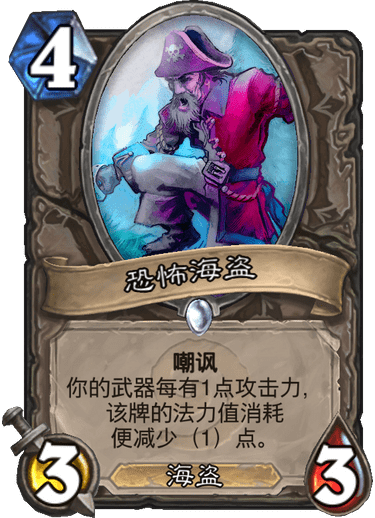 4
恐怖海盗
嘲讽
你的武器每有1点攻击力，
该牌的法力值消耗
便减少（1）点。
3
海盗
3